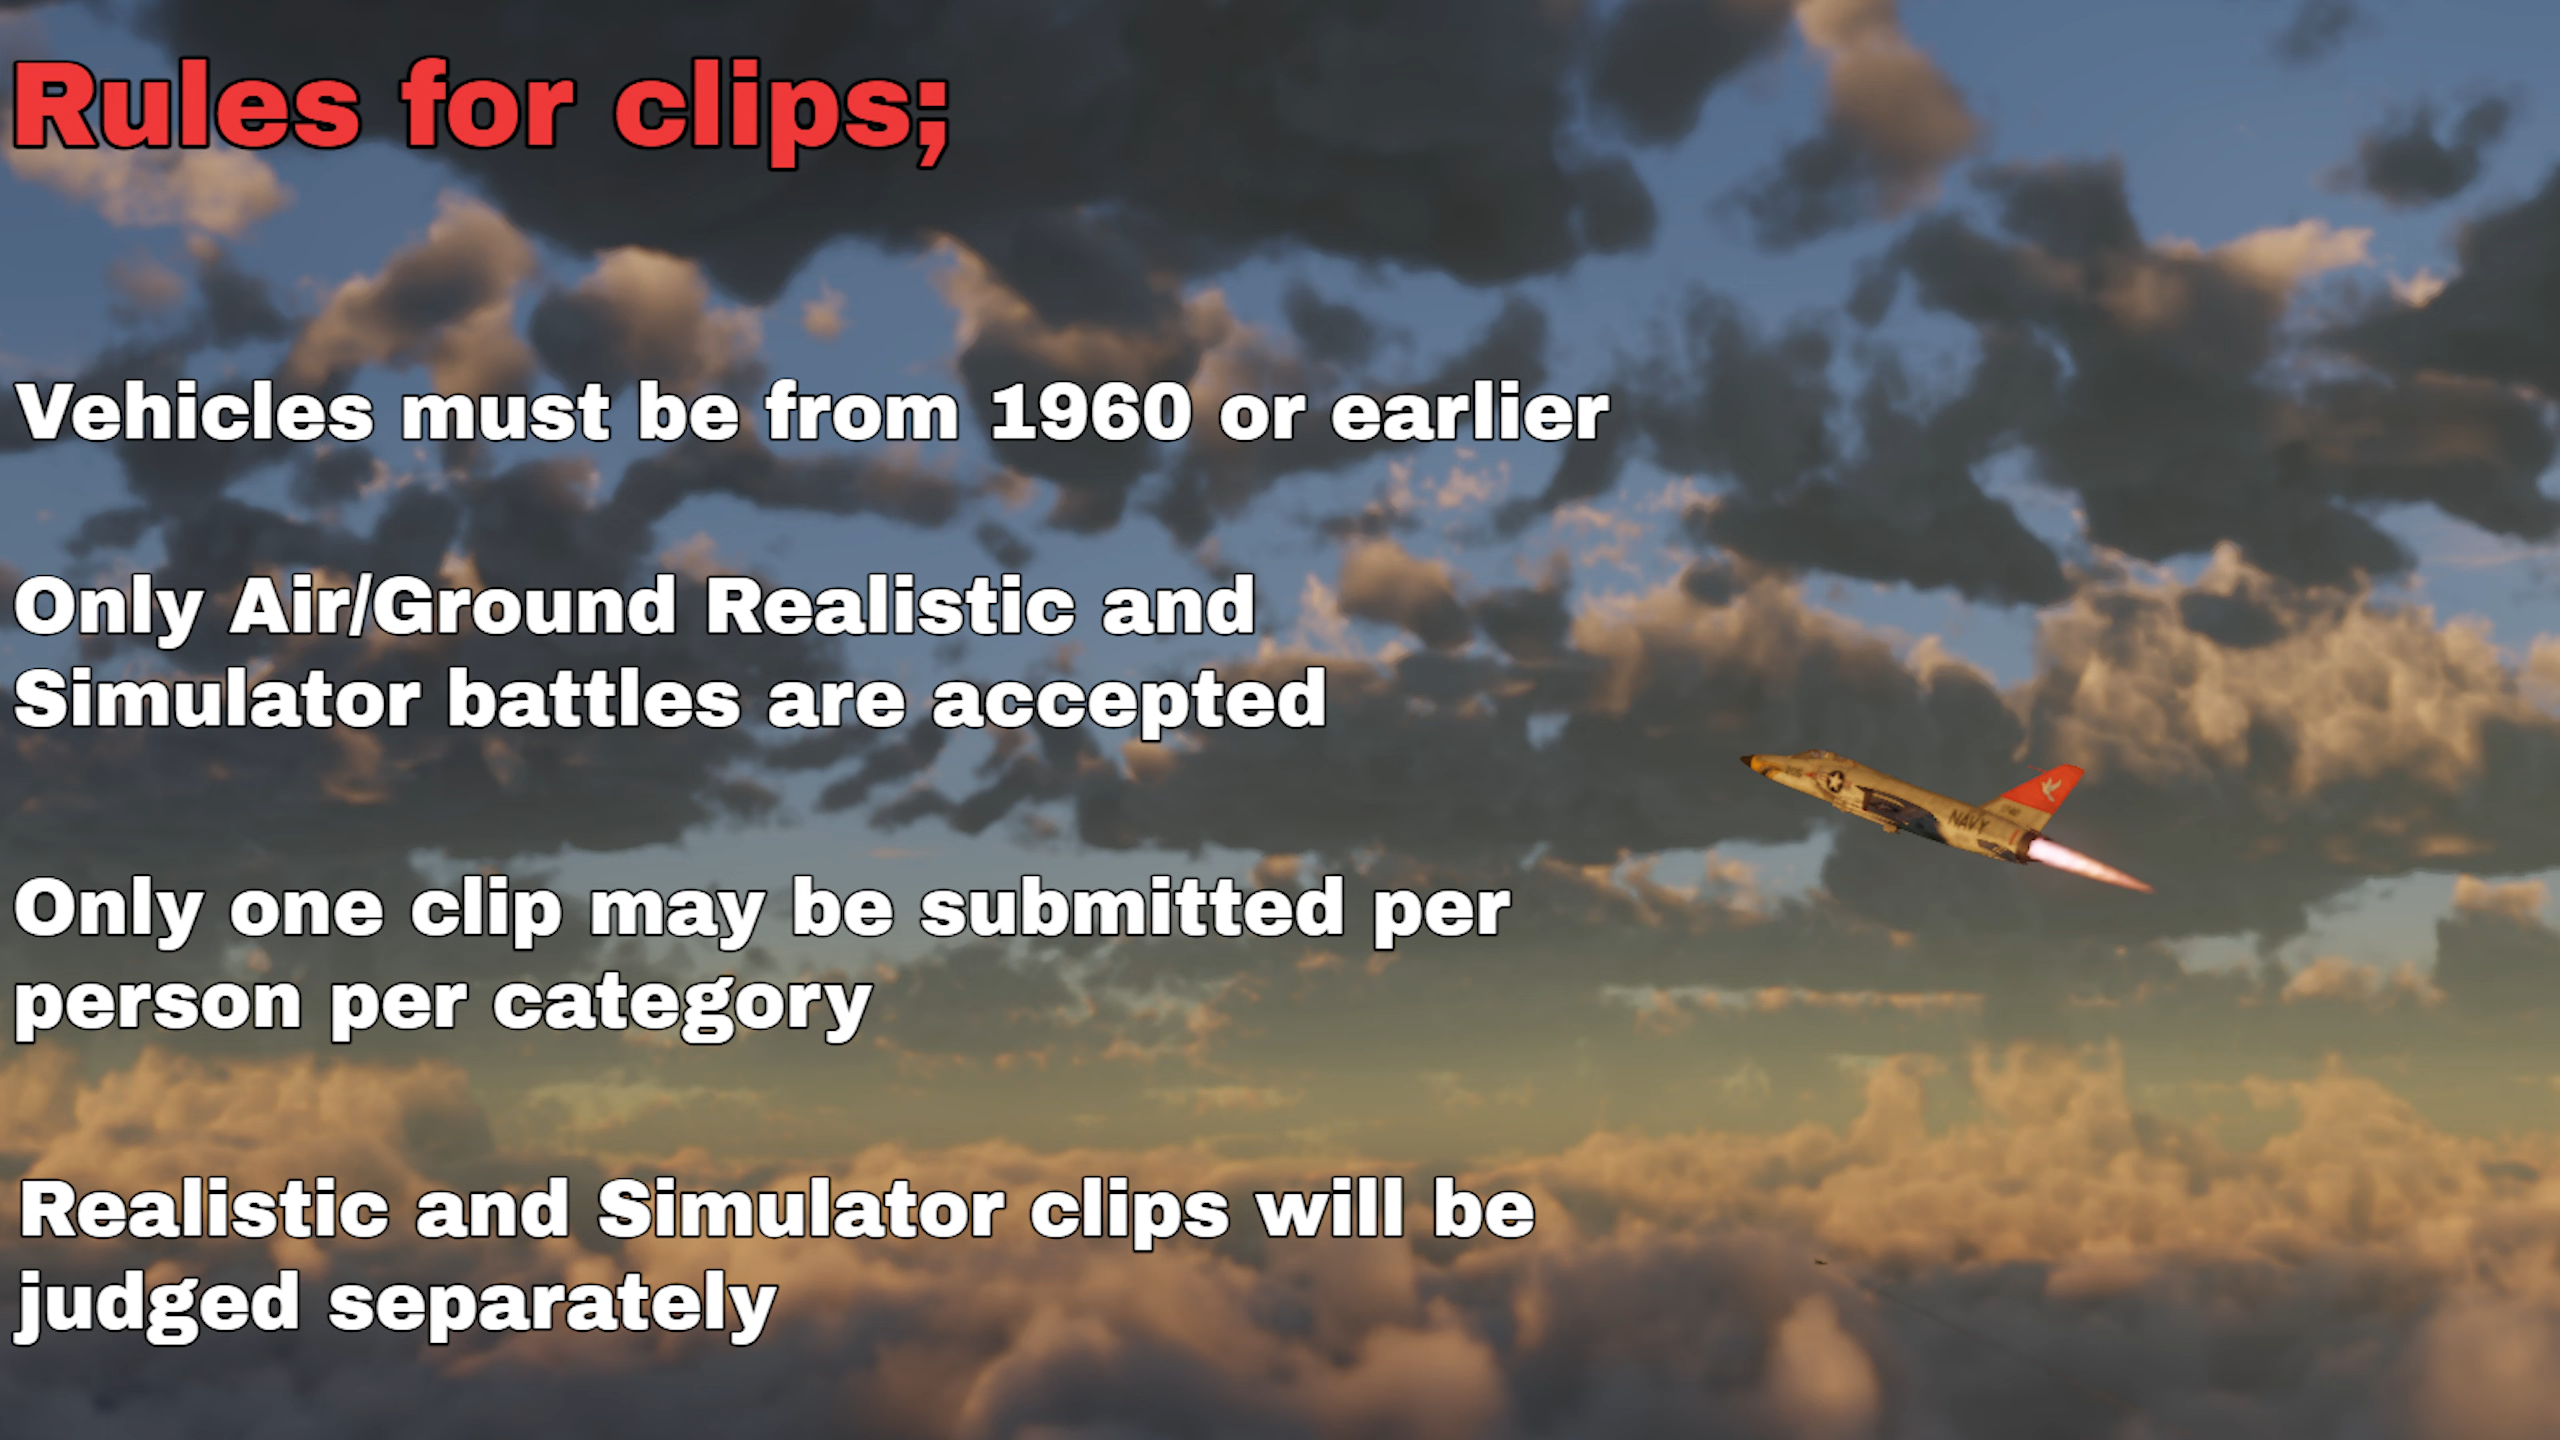 Rules for clips;
Vehicles must be from 1960 or earlier
Only Air/Ground Realistic and
Simulator battles are accepted
Only one clip may be submitted per
person per category
Realistic and Simulator clips will be
judged separately
NAVY